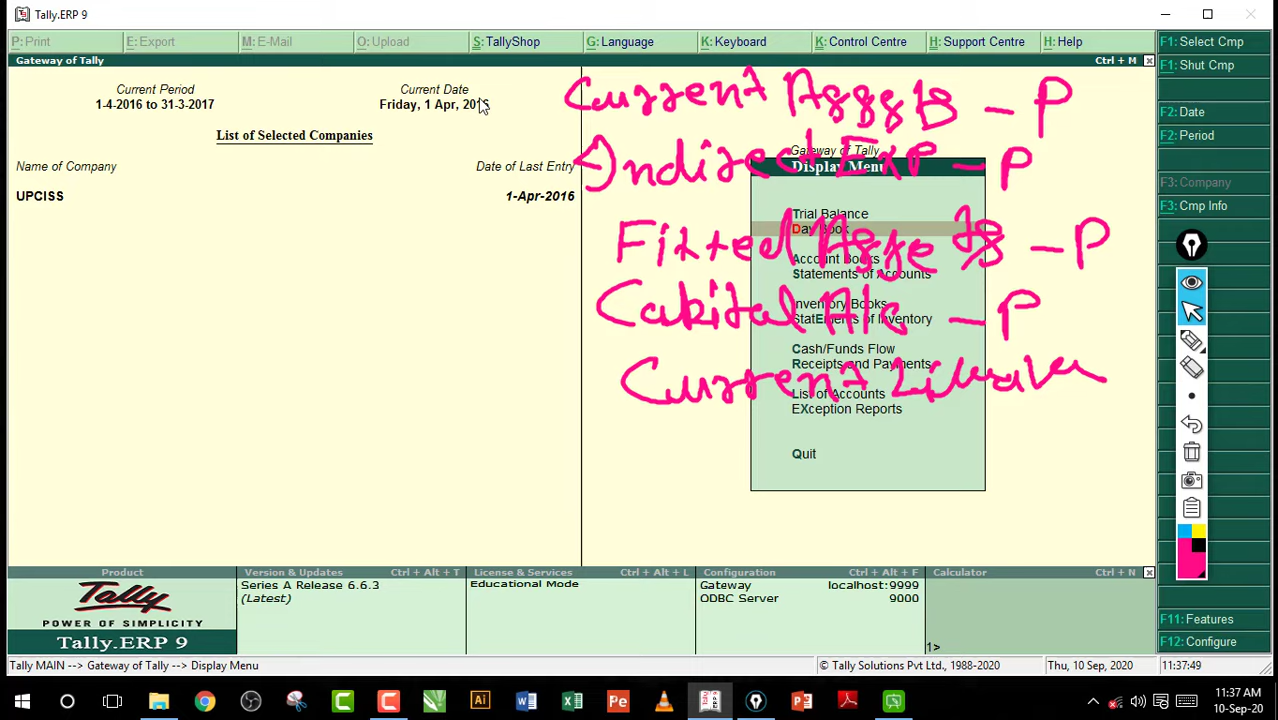 Tally.ERP 9
P: Print
E: Export
M: E-Mail
O: Upload
S: TallyShop
G: Language
K: Keyboard
K: Control Centre
H: Support Centre
H: Help
F1: Select Cmp
Gateway of Tally
Ctrl + M
F1: Shut Cmp
Current Period
1-4-2016 to 31-3-2017
Current Date
Friday, 1 Apr, 2016
List of Selected Companies
Name of Company
Date of Last Entry
UPCISS
1-Apr-2016
Current Assets - P
Indirect Exp - P
Fixed Assets - P
Capital A/c - P
Current
Gateway of Tally
Display Menu
Trial Balance
Day Book
Account Books
Statements of Accounts
Inventory Books
StatEments of Inventory
Cash/Funds Flow
Receipts and Payments
List of Accounts
EXception Reports
Quit
F2: Date
F2: Period
F3: Company
F3: Cmp Info
F11: Features
F12: Configure
Product
Tally
POWER OF SIMPLICITY
Tally.ERP 9
Version & Updates
Ctrl + Alt + T
Series A Release 6.6.3
(Latest)
License & Services
Ctrl + Alt + L
Educational Mode
Configuration
Ctrl + Alt + F
Gateway
localhost:9999
ODBC Server
9000
Calculator
Ctrl + N
1>
Tally MAIN --> Gateway of Tally --> Display Menu
© Tally Solutions Pvt Ltd., 1988-2020
Thu, 10 Sep, 2020
11:37:49
11:37 AM
10-Sep-20